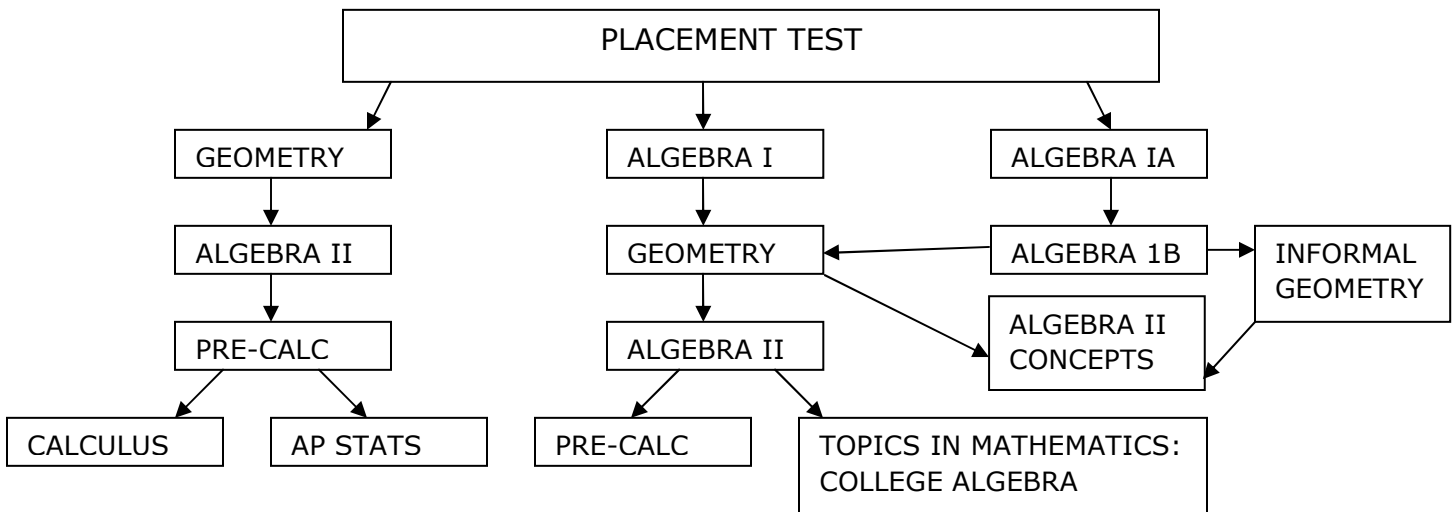 PLACEMENT TEST
GEOMETRY
ALGEBRA I
ALGEBRA IA
ALGEBRA II
GEOMETRY
ALGEBRA 1B
INFORMAL
GEOMETRY
PRE-CALC
ALGEBRA II
ALGEBRA II
CONCEPTS
CALCULUS
AP STATS
PRE-CALC
TOPICS IN MATHEMATICS:
COLLEGE ALGEBRA